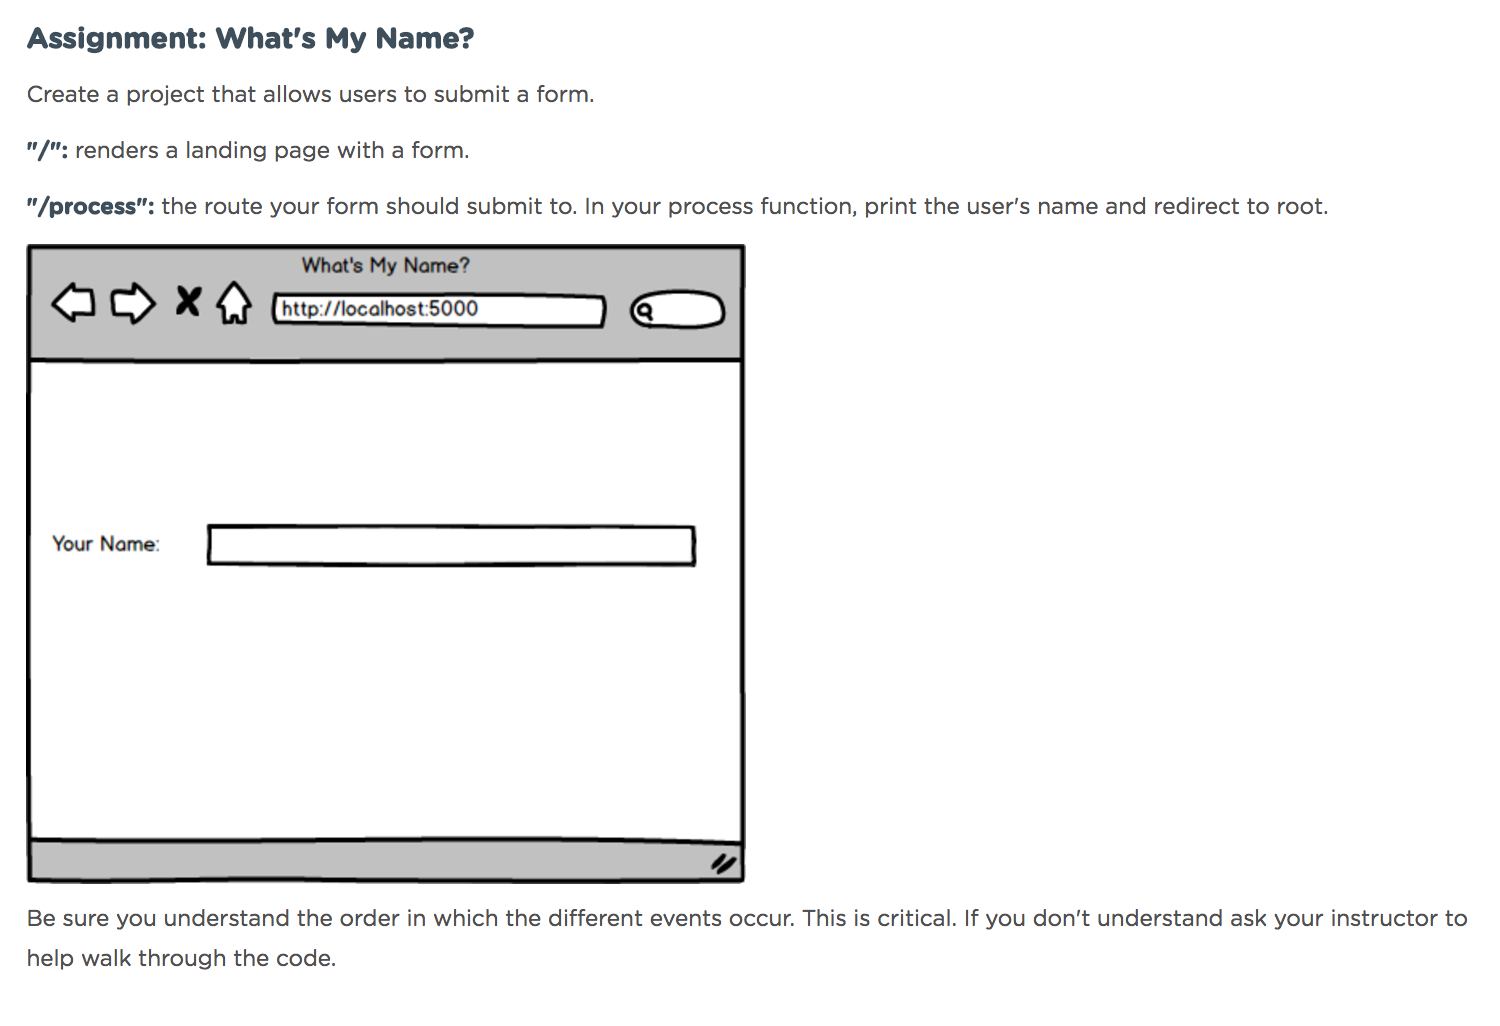 Assignment: What's My Name?
Create a project that allows users to submit a form.
"/": renders a landing page with a form.
"/process": the route your form should submit to. In your process function, print the user's name and redirect to root.
What's My Name?
http://localhost:5000
Your Name:
Be sure you understand the order in which the different events occur. This is critical. If you don't understand ask your instructor to
help walk through the code.